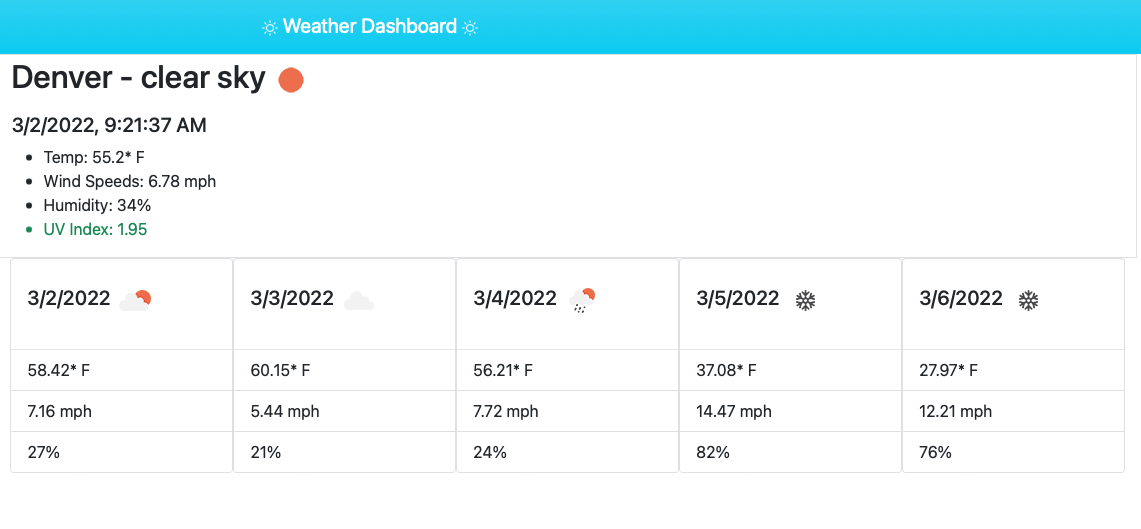 Weather Dashboard
Denver - clear sky
3/2/2022, 9:21:37 AM
Temp: 55.2* F
Wind Speeds: 6.78 mph
Humidity: 34%
UV Index: 1.95
3/2/2022
58.42* F
7.16 mph
27%
3/3/2022
60.15* F
5.44 mph
21%
3/4/2022
56.21* F
7.72 mph
24%
3/5/2022
37.08* F
14.47 mph
82%
3/6/2022
27.97* F
12.21 mph
76%